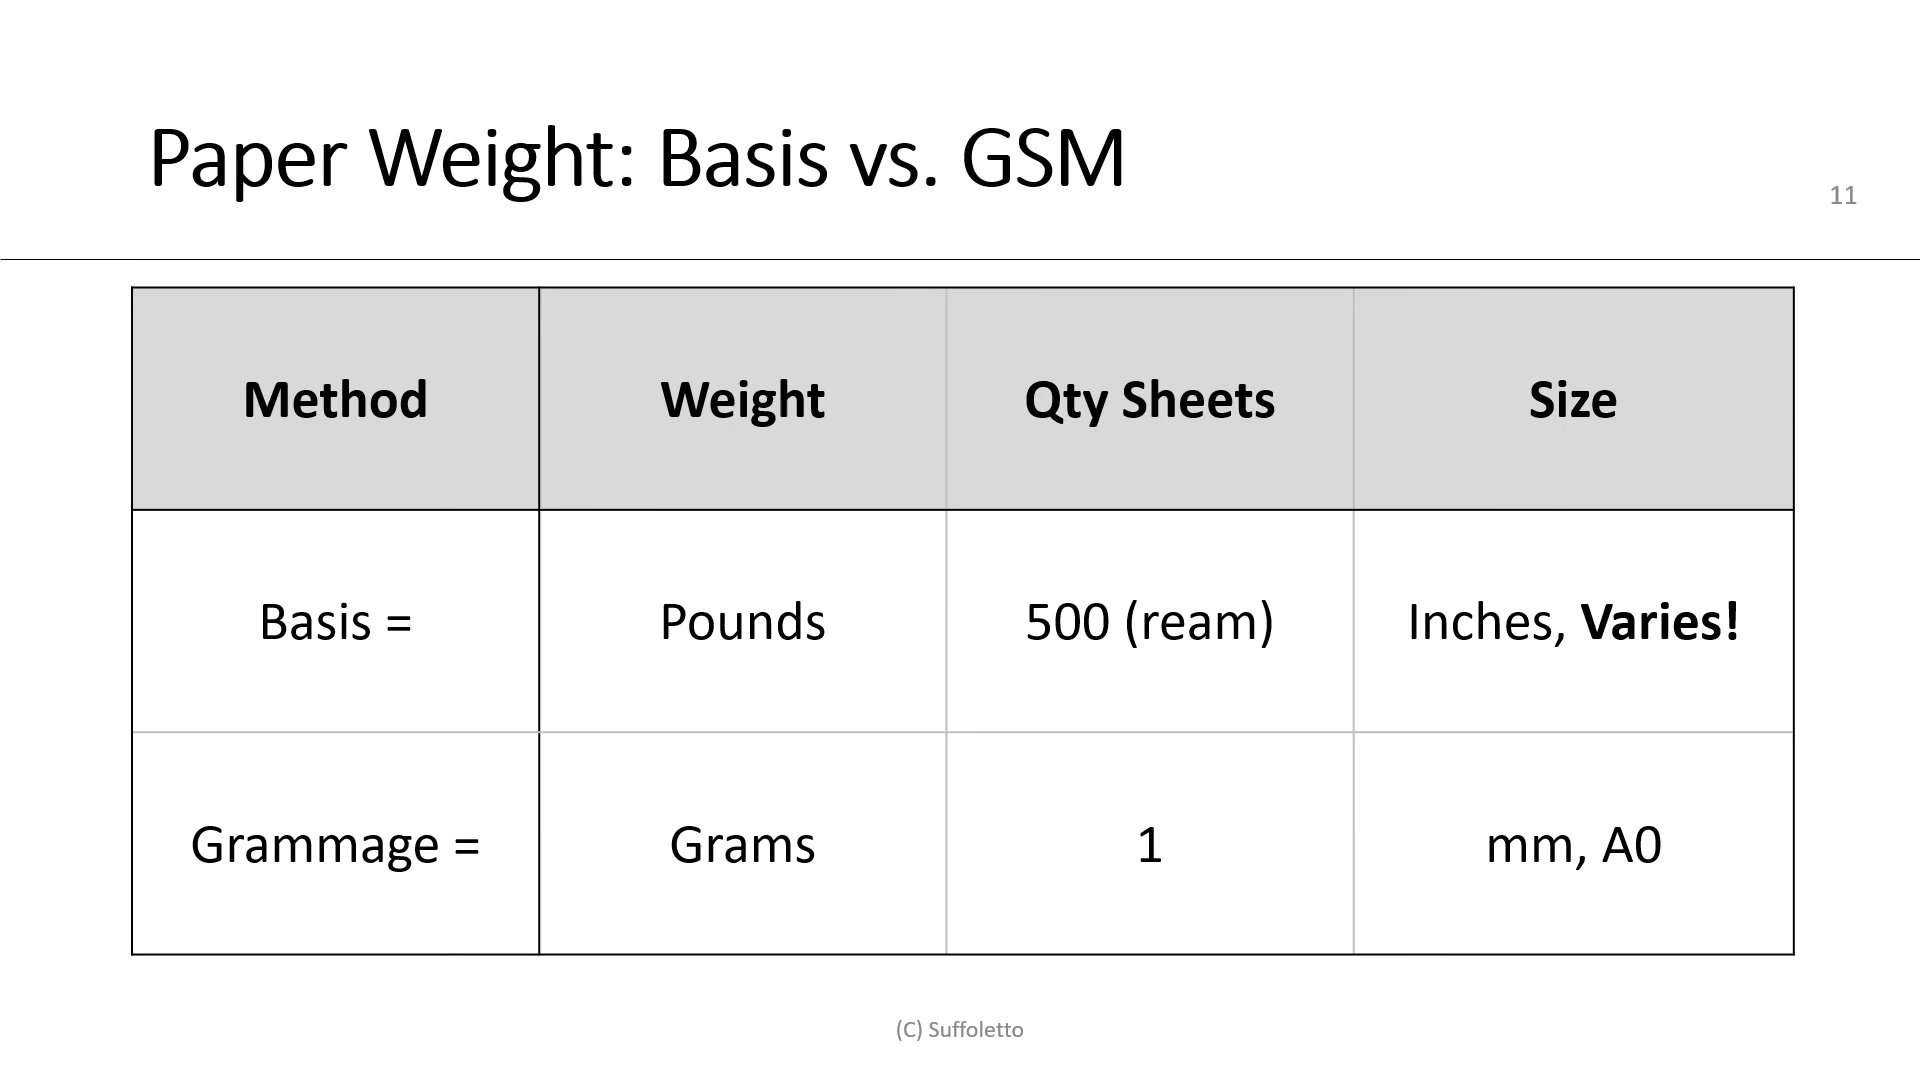 Paper Weight: Basis vs. GSM
11
Method Weight Qty Sheets Size
Basis = Pounds 500 (ream) Inches, Varies!
Grammage = Grams 1 mm, A0
(C) Suffoletto